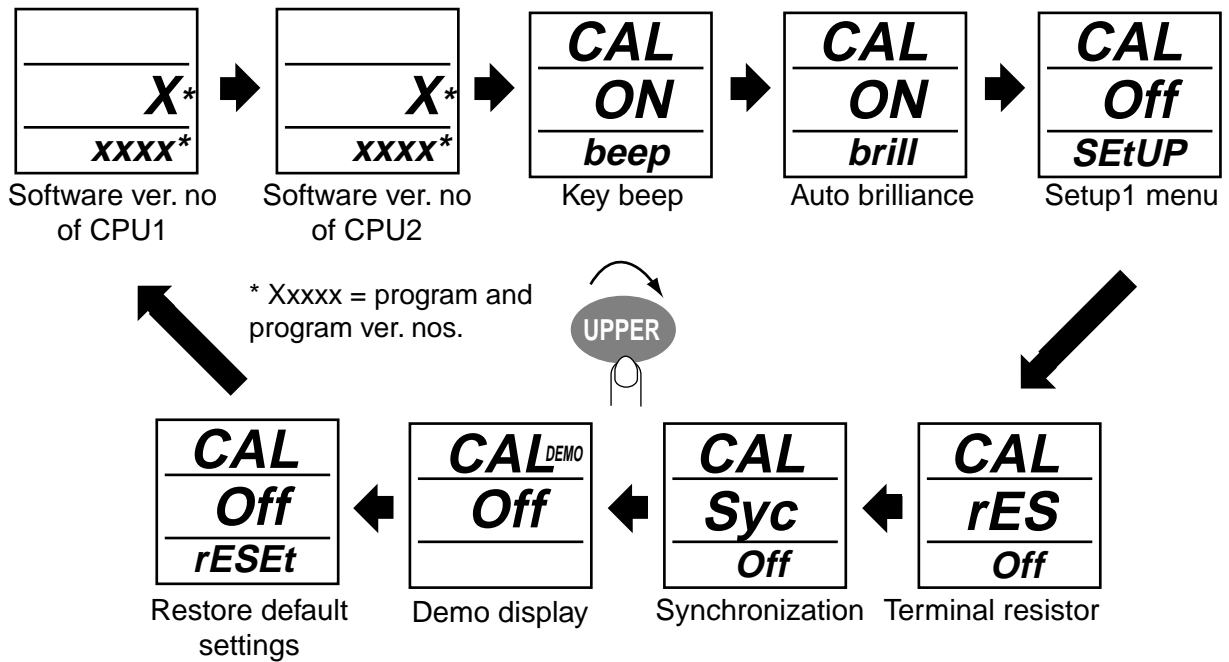 X*
xxxx*
Software ver. no
of CPU1
X*
xxxx*
Software ver. no
of CPU2
CAL
ON
beep
Key beep
CAL
ON
brill
Auto brilliance
CAL
Off
SEtUP
Setup1 menu
* Xxxxx = program and
program ver. nos.
UPPER
CAL
Off
rESEt
Restore default
settings
CAL DEMO
Off
Demo display
CAL
Syc
Off
Synchronization
CAL
rES
Off
Terminal resistor